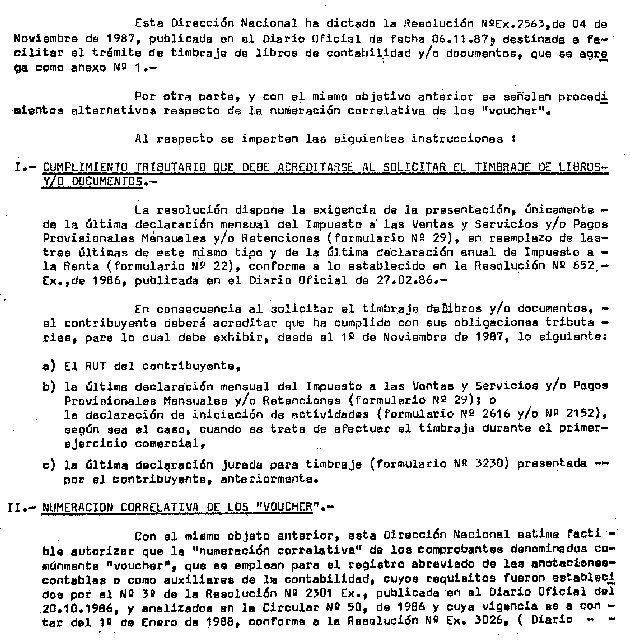 Esta Dirección Nacional ha dictado la Resolución NºEx.2563,de 04 de
Noviembre de 1987, publicada en el Diario Oficial de fecha 06.11.87, destinada a fa-
cilitar el trámite de timbraje de libros de contabilidad y/o documentos, que se agre
ga como anexo Nº 1.-
Por otra parte, y con el mismo objetivo anterior se señalan procedi
mientos alternativos respecto de la numeración correlativa de los "voucher".
Al respecto se imparten las siguientes instrucciones :
I.- CUMPLIMIENTO TRIBUTARIO QUE DEBE ACREDITARSE AL SOLICITAR EL TIMBRAJE DE LIBROS-
Y/O DOCUMENTOS.-
La resolución dispone la exigencia de la presentación, únicamente -
de la última declaración mensual del Impuesto a las Ventas y Servicios y/o Pagos
Provisionales Mensuales y/o Retenciones (formulario Nº 29), en reemplazo de las-
tres últimas de este mismo tipo y de la última declaración anual de Impuesto a -
la Renta (formulario Nº 22), conforme a lo establecido en la Resolución Nº 652.-
Ex.,de 1986, publicada en el Diario Oficial de 27.02.86.-
En consecuencia al solicitar el timbraje de libros y/o documentos, -
el contribuyente deberá acreditar que ha cumplido con sus obligaciones tributa -
rias, para lo cual debe exhibir, desde el 1º de Noviembre de 1987, lo siguiente:
a) El RUT del contribuyente,
b) la última declaración mensual del Impuesto a las Ventas y Servicios y/o Pagos
Provisionales Mensuales y/o Retenciones (formulario Nº 29); o
la declaración de iniciación de actividades (formulario Nº 2616 y/o Nº 2152),
según sea el caso, cuando se trata de efectuar el timbraje durante el primer-
ejercicio comercial,
c) la última declaración jurada para timbraje (formulario Nº 3230) presentada --
por el contribuyente, anteriormente.
II.- NUMERACION CORRELATIVA DE LOS "VOUCHER".-
Con el mismo objeto anterior, esta Dirección Nacional estima facti -
ble autorizar que la "numeración correlativa" de los comprobantes denominados co-
múnmente "voucher", que se emplean para el registro abreviado de las anotaciones-
contables o como auxiliares de la contabilidad, cuyos requisitos fueron estableci
dos por el Nº 3º de la Resolución Nº 2301 Ex., publicada en el Diario Oficial del
20.10.1986, y analizados en la Circular Nº 50, de 1986 y cuya vigencia es a con -
tar del 1º de Enero de 1988, conforme a la Resolución Nº Ex. 3026, ( Diario - -